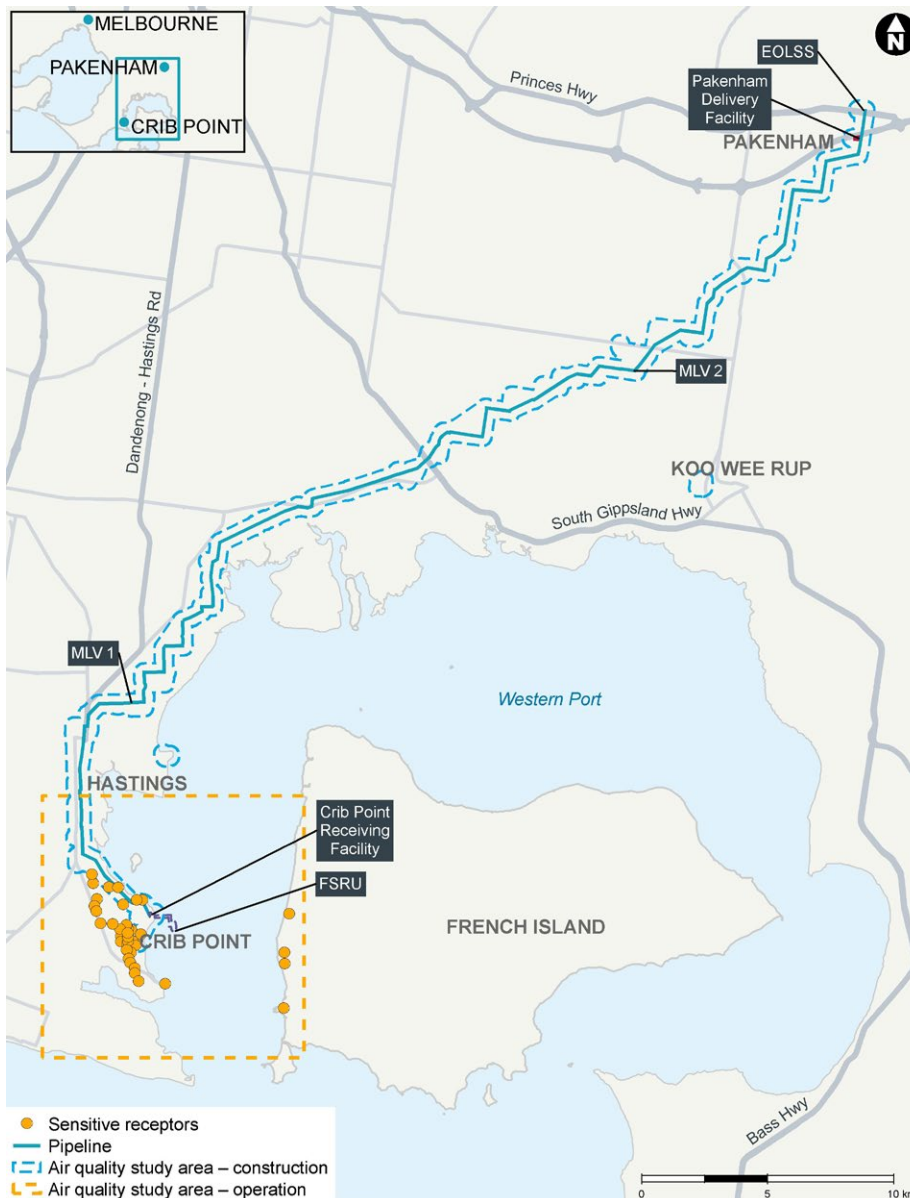 MELBOURNE
PAKENHAM
CRIB POINT
N
EOLSS
Princes Hwy
Pakenham
Delivery
Facility
PAKENHAM
Dandenong - Hastings Rd
MLV 2
KOO WEE RUP
South Gippsland Hwy
MLV 1
Western Port
HASTINGS
Crib Point
Receiving
Facility
FSRU
FRENCH ISLAND
CRIB POINT
Bass Hwy
Sensitive receptors
Pipeline
Air quality study area – construction
Air quality study area – operation
0 5 10 km